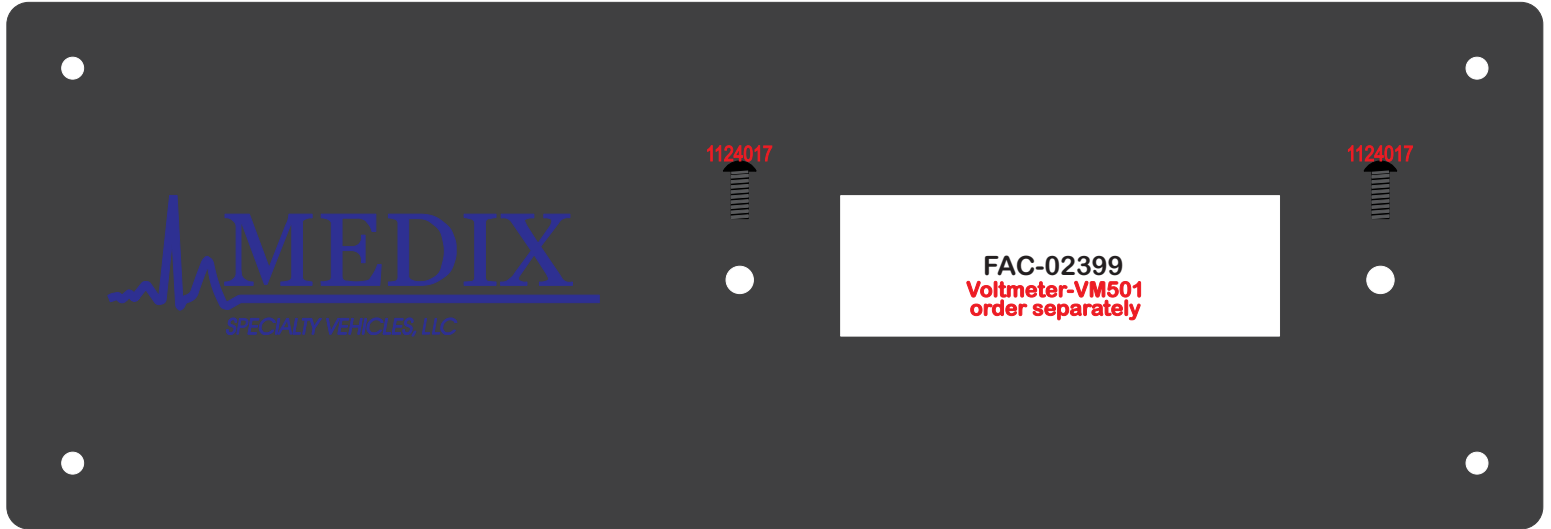 1124017
1124017
MEDIX
SPECIALTY VEHICLES, LLC
FAC-02399
Voltmeter-VM501
order separately